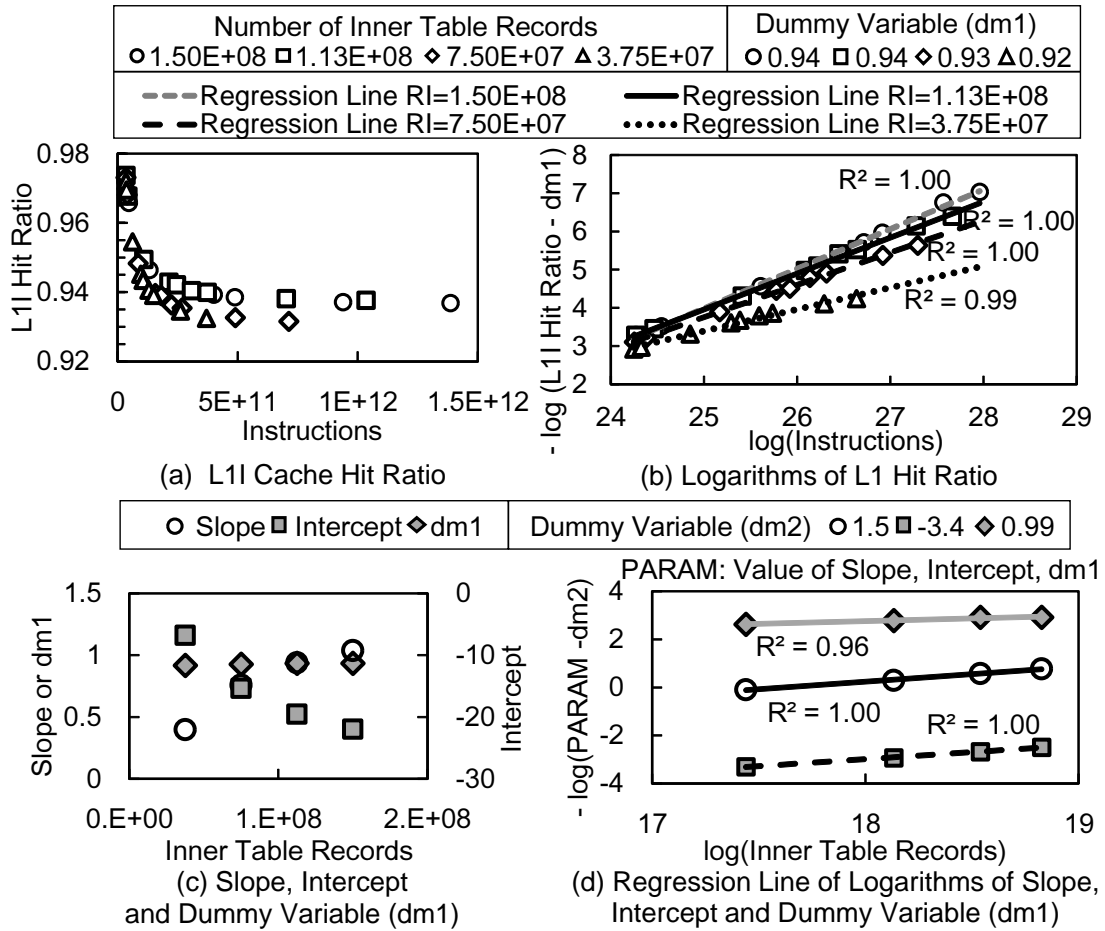 Number of Inner Table Records
1.50E+08 1.13E+08 7.50E+07 3.75E+07
Dummy Variable (dm1)
0.94 0.94 0.93 0.92
Regression Line RI=1.50E+08 Regression Line RI=1.13E+08
Regression Line RI=7.50E+07 Regression Line RI=3.75E+07
L1I Hit Ratio
0.98
0.96
0.94
0.92
0 5E+11 1E+12 1.5E+12
Instructions
(a) L1I Cache Hit Ratio
- log (L1I Hit Ratio - dm1)
8
7
6
5
4
3
2
R² = 1.00
R² = 1.00
R² = 1.00
R² = 0.99
24 25 26 27 28 29
log(Instructions)
(b) Logarithms of L1 Hit Ratio
Slope Intercept dm1
Dummy Variable (dm2) 1.5 -3.4 0.99
Slope or dm1
1.5
1
0.5
0
0
-10
-20
-30
Intercept
0.E+00 1.E+08 2.E+08
Inner Table Records
(c) Slope, Intercept
and Dummy Variable (dm1)
PARAM: Value of Slope, Intercept, dm1
- log(PARAM -dm2)
4
2
0
-2
-4
R² = 0.96
R² = 1.00
R² = 1.00
17 18 19
log(Inner Table Records)
(d) Regression Line of Logarithms of Slope,
Intercept and Dummy Variable (dm1)